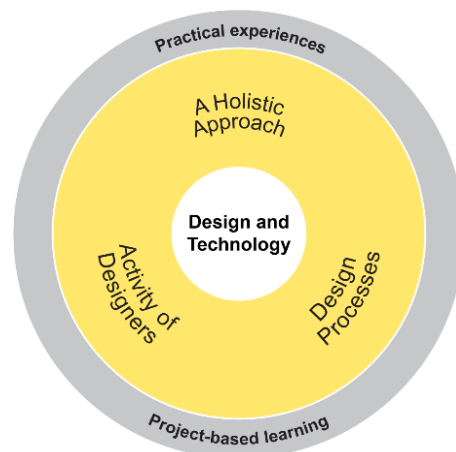 Practical experiences
A Holistic
Approach
Design and
Technology
Activity of
Designers
Design
Processes
Project-based learning